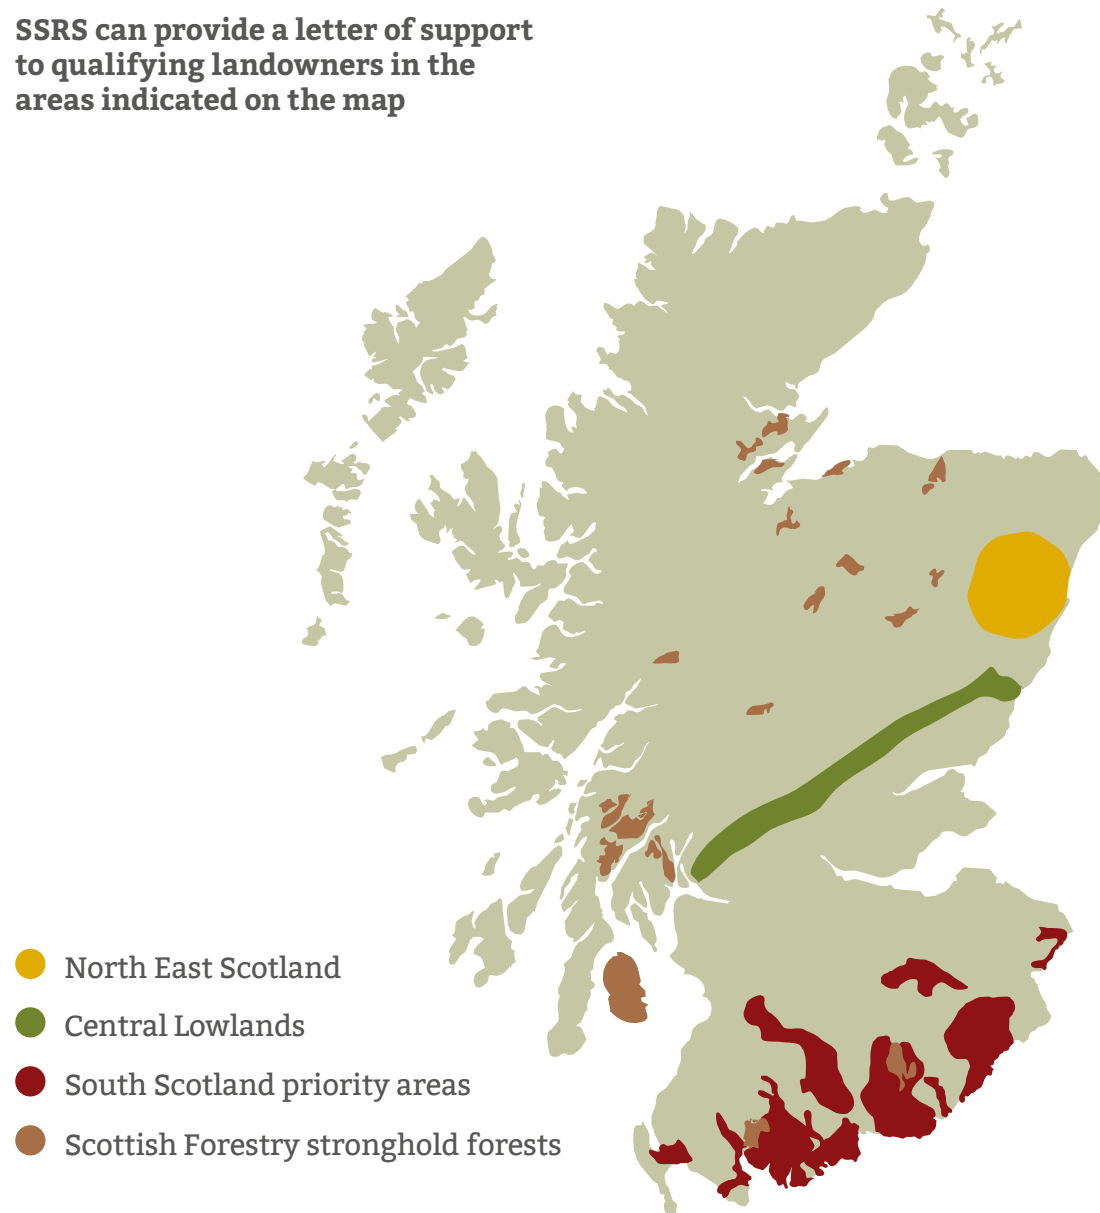 SSRS can provide a letter of support
to qualifying landowners in the
areas indicated on the map
North East Scotland
Central Lowlands
South Scotland priority areas
Scottish Forestry stronghold forests